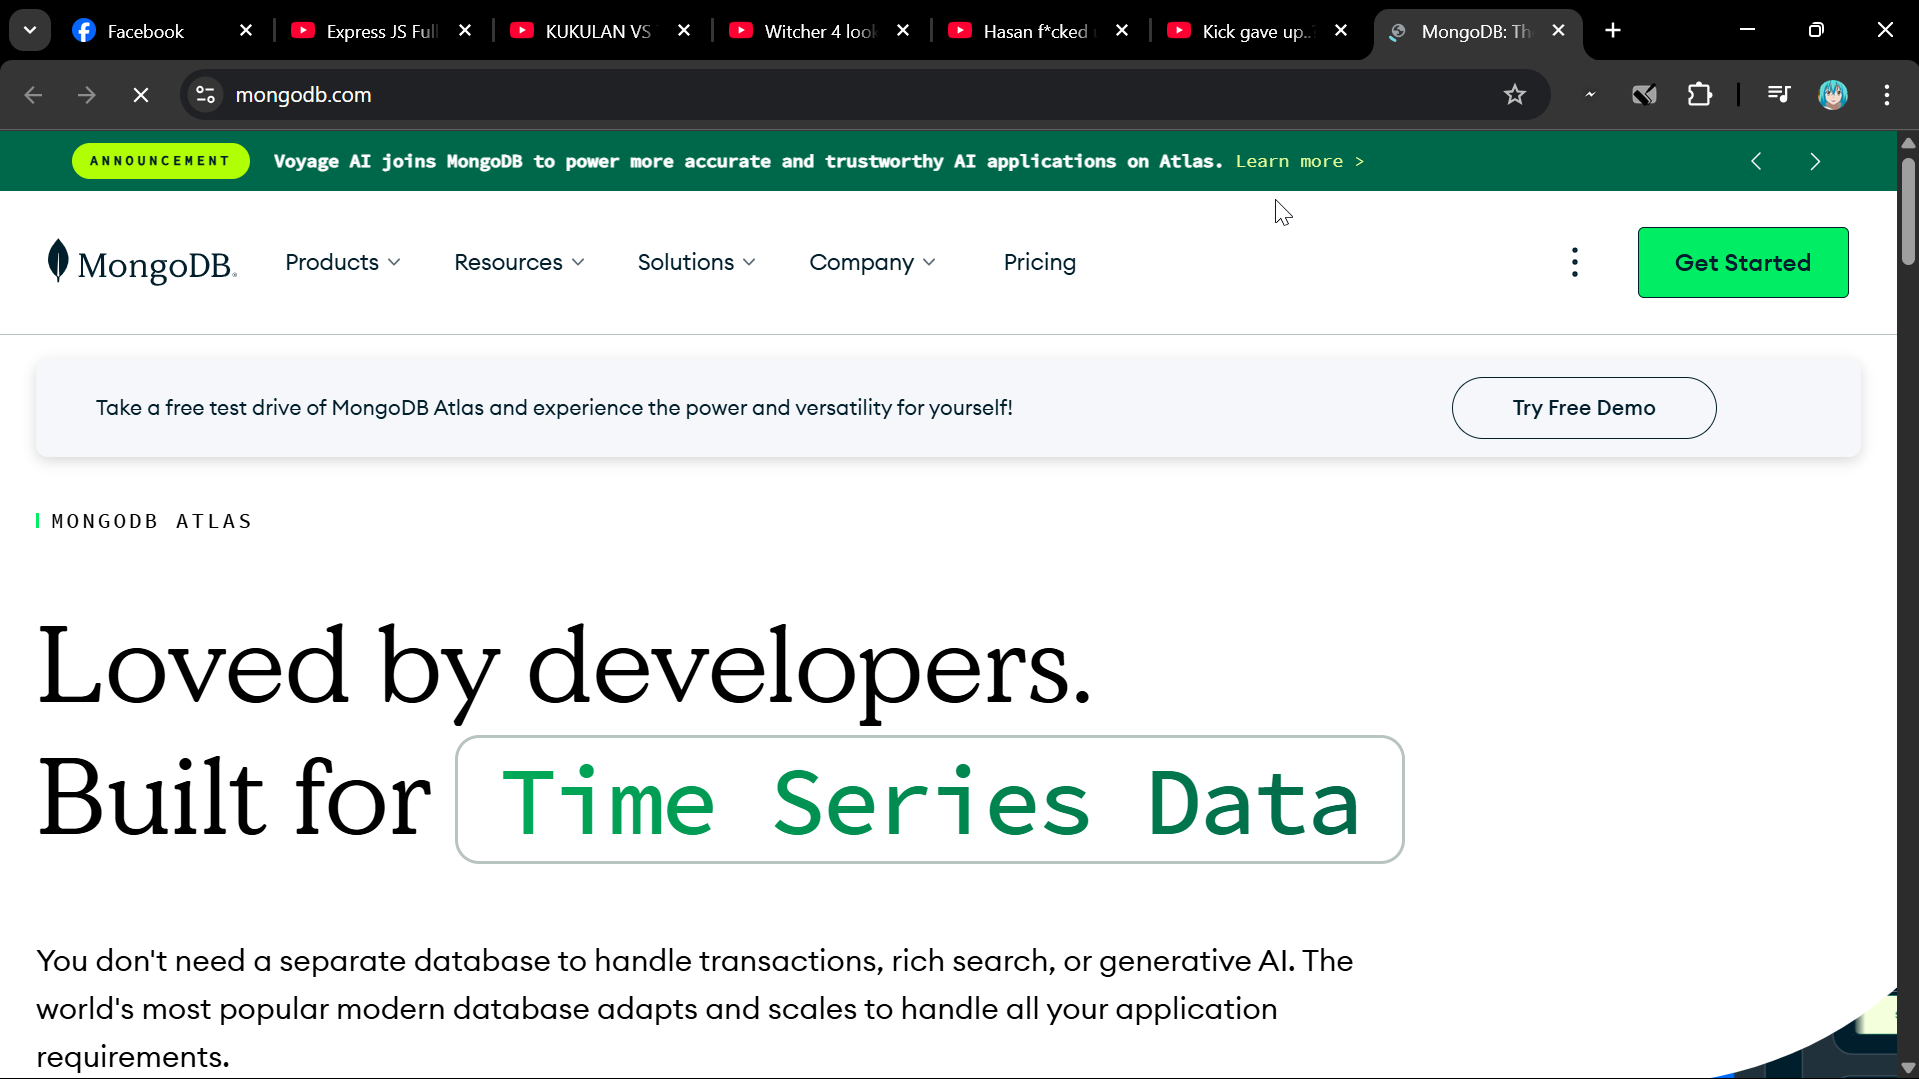 Facebook
Express JS Full
KUKULAN VS
Witcher 4 look
Hasan f*cked
Kick gave up..
MongoDB: Th
mongodb.com
ANNOUNCEMENT
Voyage AI joins MongoDB to power more accurate and trustworthy AI applications on Atlas. Learn more >
MongoDB.
Products
Resources
Solutions
Company
Pricing
Get Started
Take a free test drive of MongoDB Atlas and experience the power and versatility for yourself!
Try Free Demo
MONGODB ATLAS
Loved by developers.
Built for Time Series Data
You don't need a separate database to handle transactions, rich search, or generative AI. The
world's most popular modern database adapts and scales to handle all your application
requirements.